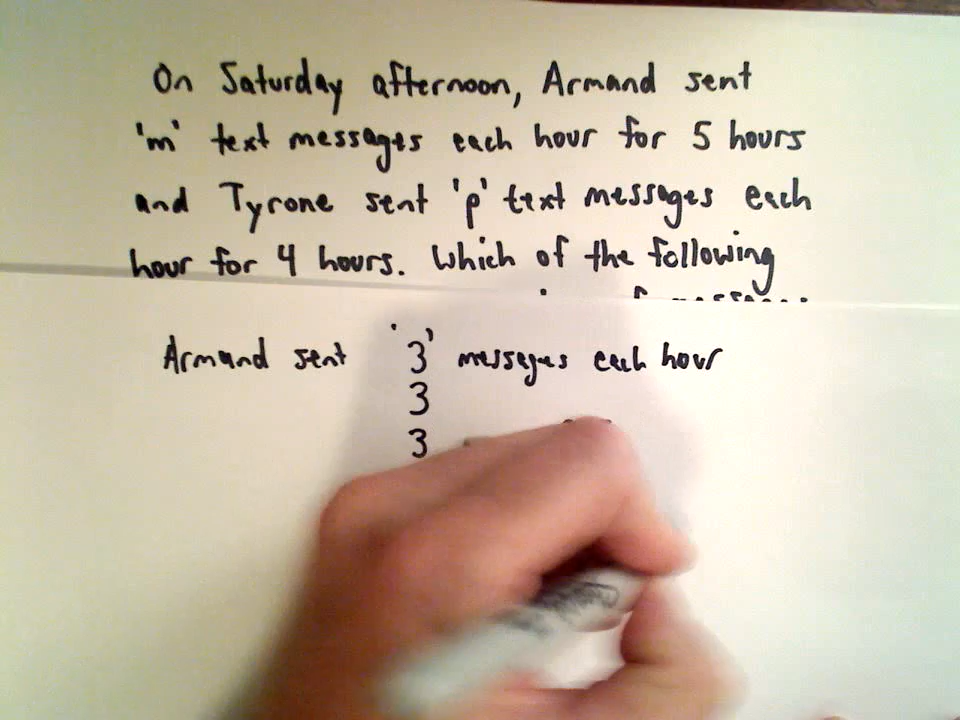 On Saturday afternoon, Armand sent
'm' text messages each hour for 5 hours
and Tyrone sent 'p' text messages each
hour for 4 hours. Which of the following
Armand sent '3' messages each hour
3
3